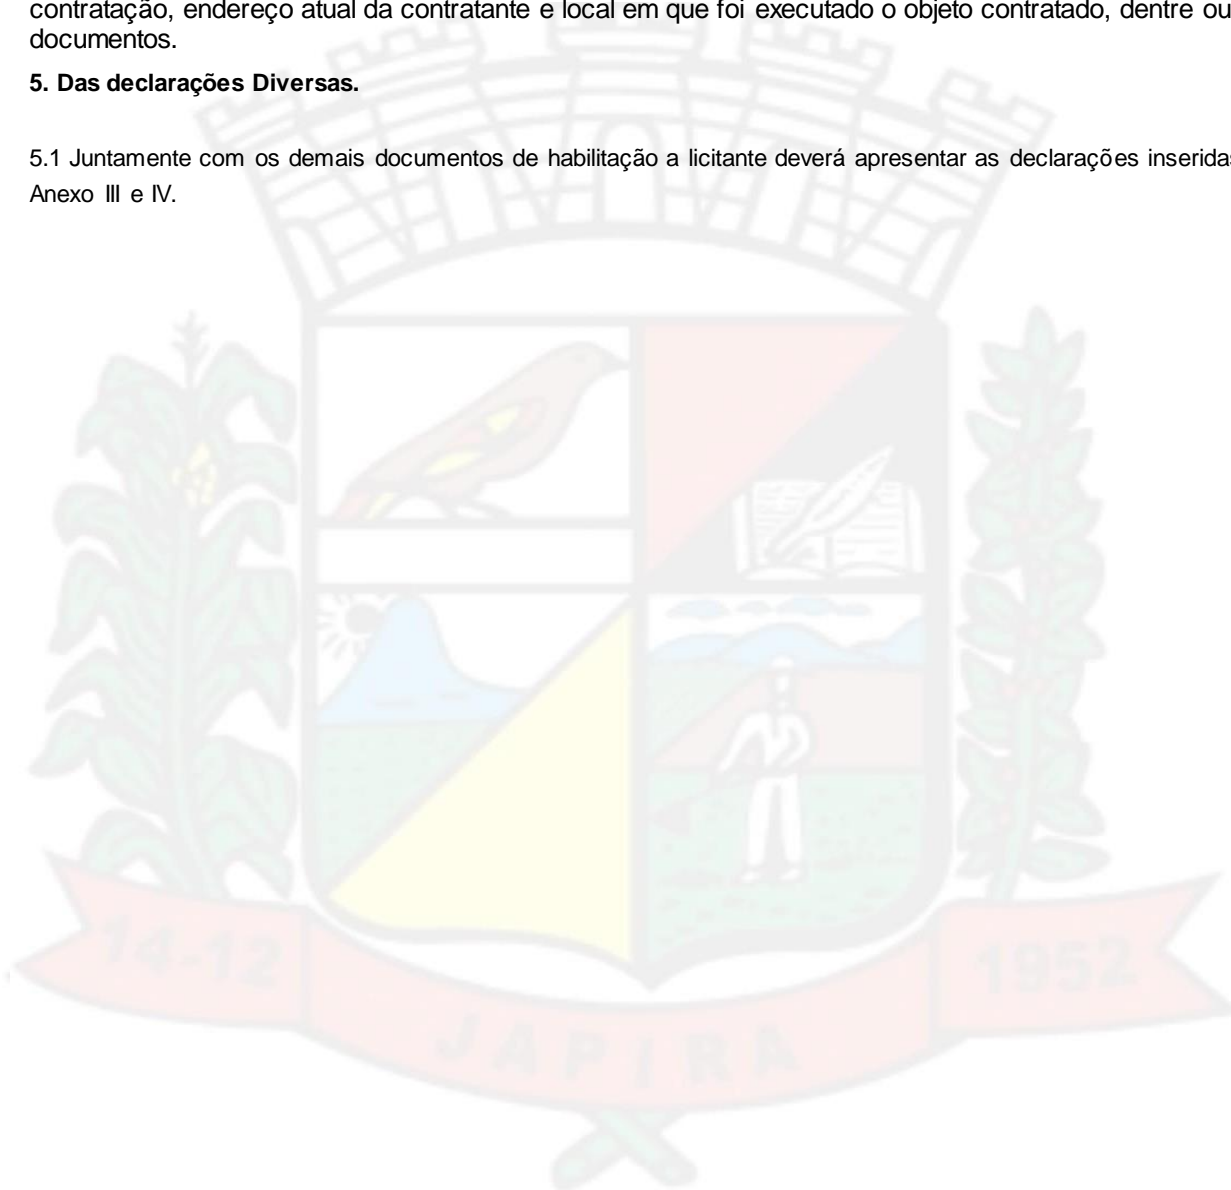 contratação, endereço atual da contratante e local em que foi executado o objeto contratado, dentre ou
documentos.
5. Das declarações Diversas.
5.1 Juntamente com os demais documentos de habilitação a licitante deverá apresentar as declarações inserida
Anexo III e IV.
14-12
1952
JAPIRA